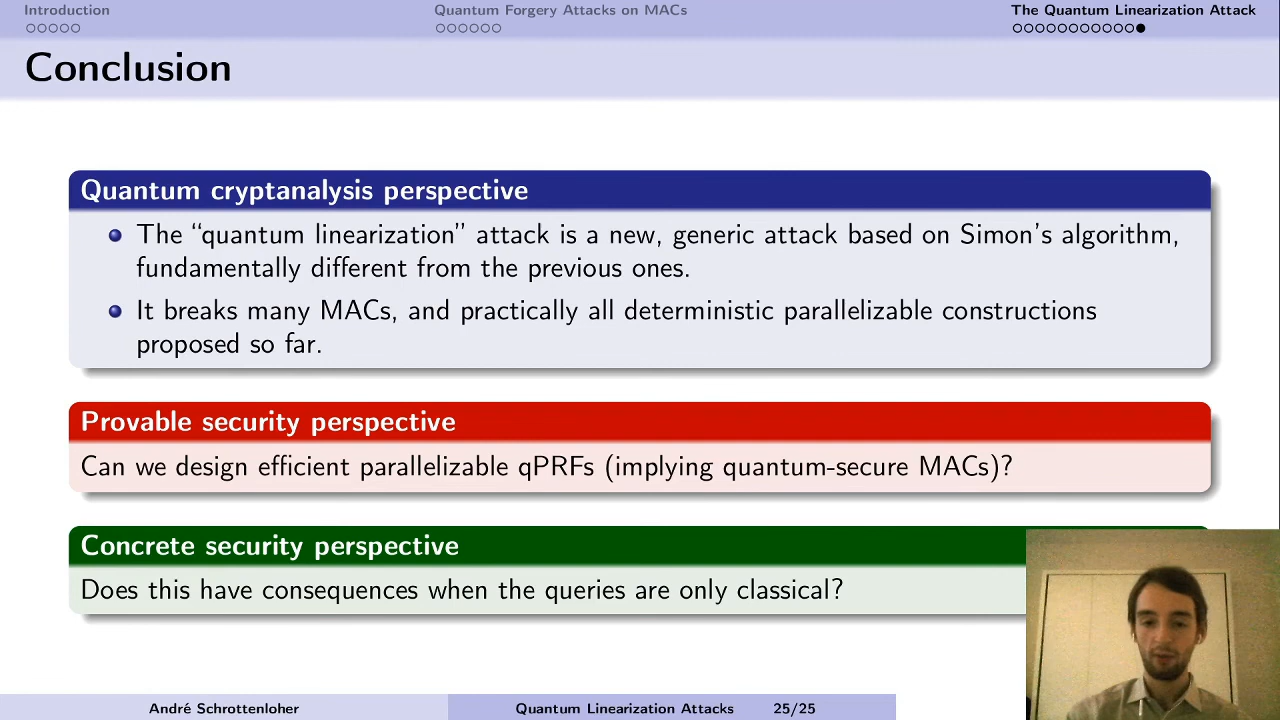 Introduction
Quantum Forgery Attacks on MACs
The Quantum Linearization Attack
Conclusion
Quantum cryptanalysis perspective
The “quantum linearization” attack is a new, generic attack based on Simon’s algorithm,
fundamentally different from the previous ones.
It breaks many MACs, and practically all deterministic parallelizable constructions
proposed so far.
Provable security perspective
Can we design efficient parallelizable qPRFs (implying quantum-secure MACs)?
Concrete security perspective
Does this have consequences when the queries are only classical?
André Schrottenloher
Quantum Linearization Attacks
25/25